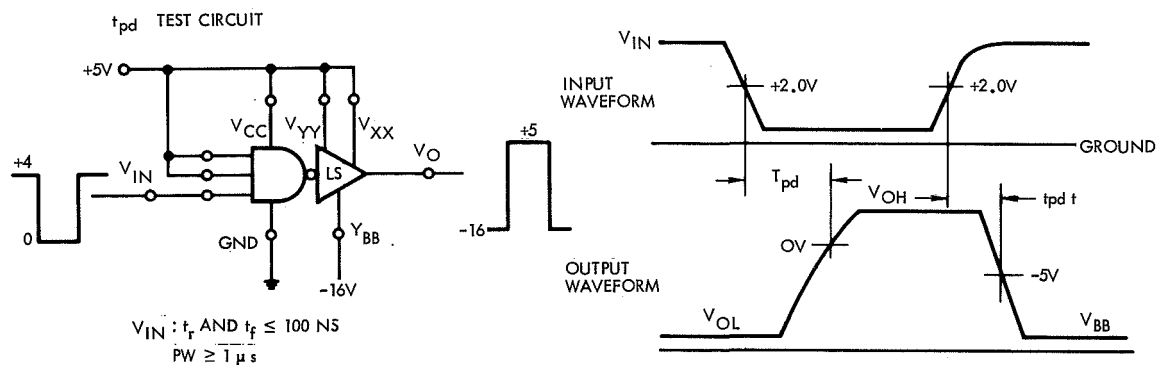 tpd TEST CIRCUIT
+5V
VCC
VYY
VXX
+4
0
VIN
LS
VO
GND
YBB
-16V
+5
-16
VIN : tr AND tf ≤ 100 NS
PW ≥ 1 µs
VIN
INPUT
WAVEFORM
+2.0V
+2.0V
GROUND
Tpd
VOH
tpd t
0V
-5V
OUTPUT
WAVEFORM
VOL
VBB